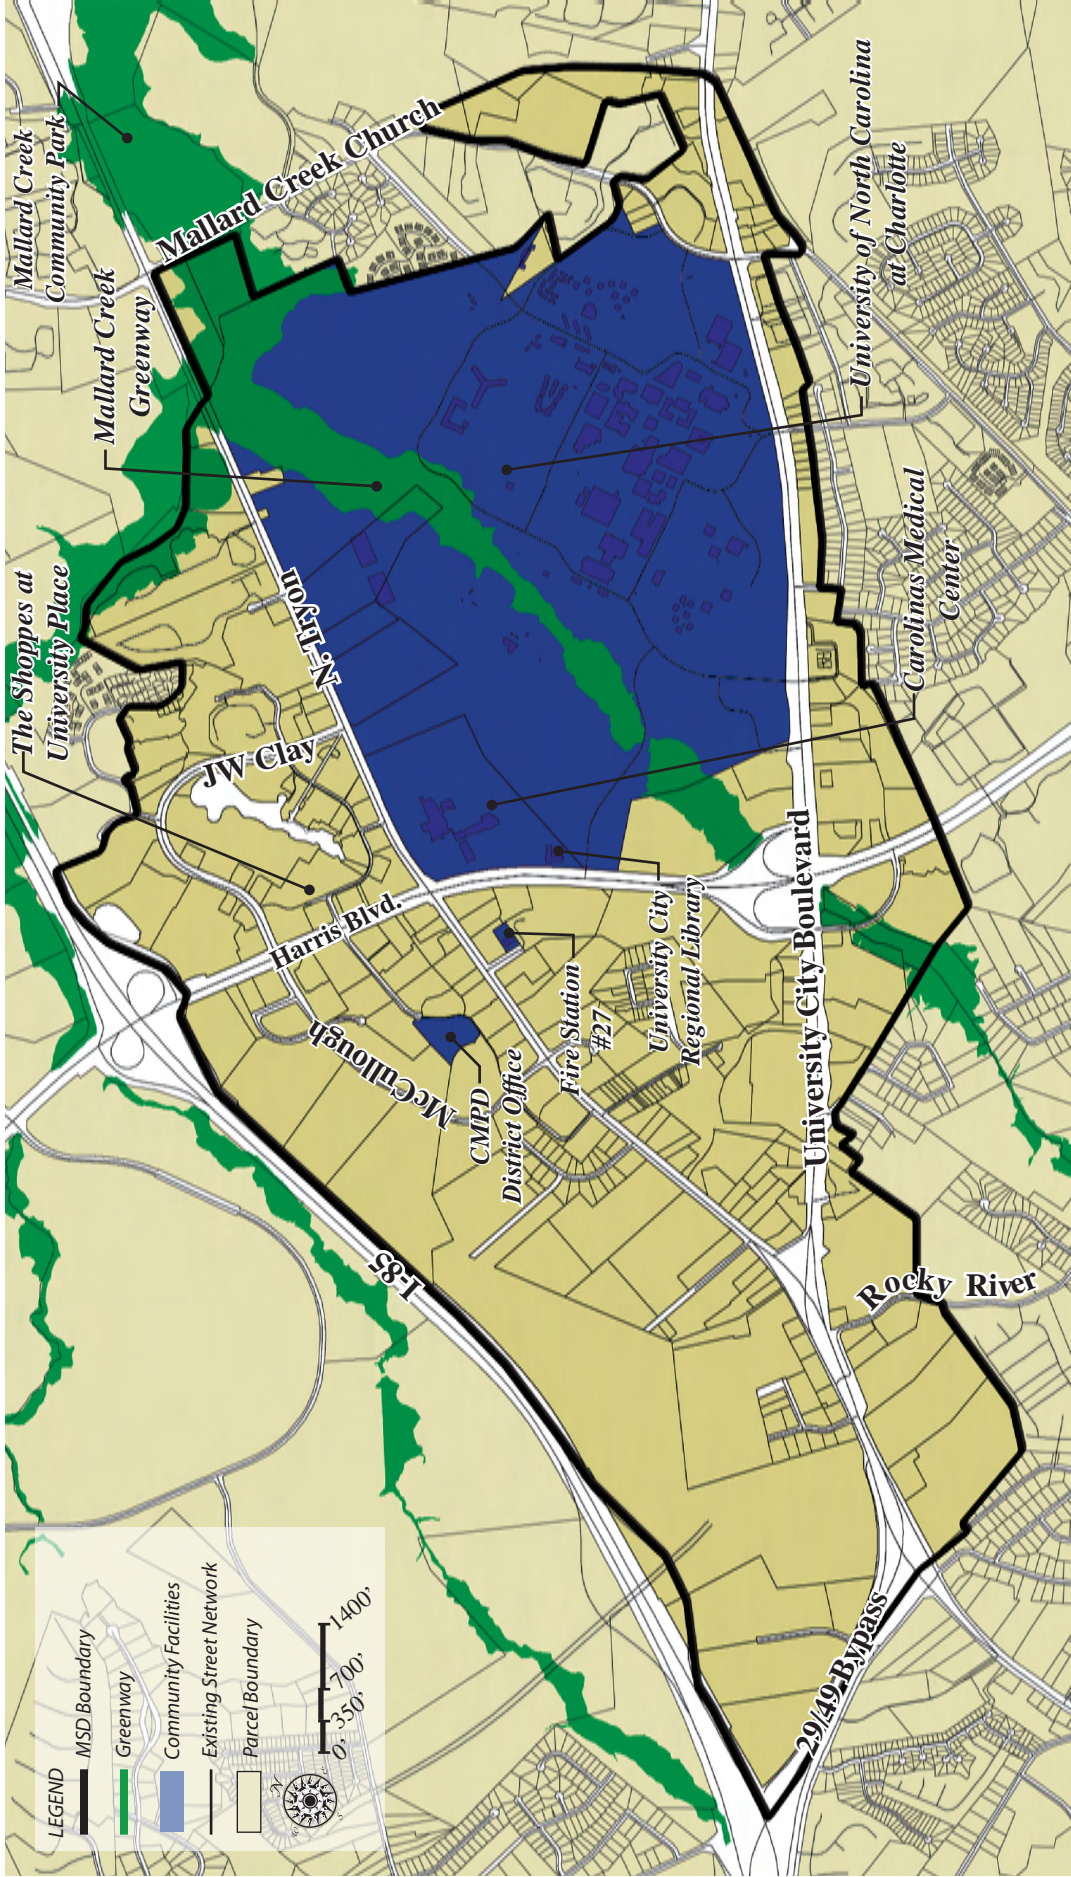 Mallard Creek
Community Park
Mallard Creek Church
Mallard Creek
Greenway
University of North Carolina
at Charlotte
The Shoppes at
University Place
N. Tryon
JW Clay
Carolinas Medical
Center
Harris Blvd.
University City Boulevard
University City
Regional Library
Fire Station
#27
McCullough
CMPD
District Office
I-85
Rocky River
29/49 Bypass
LEGEND
MSD Boundary
Greenway
Community Facilities
Existing Street Network
Parcel Boundary
0' 350' 700' 1400'
N